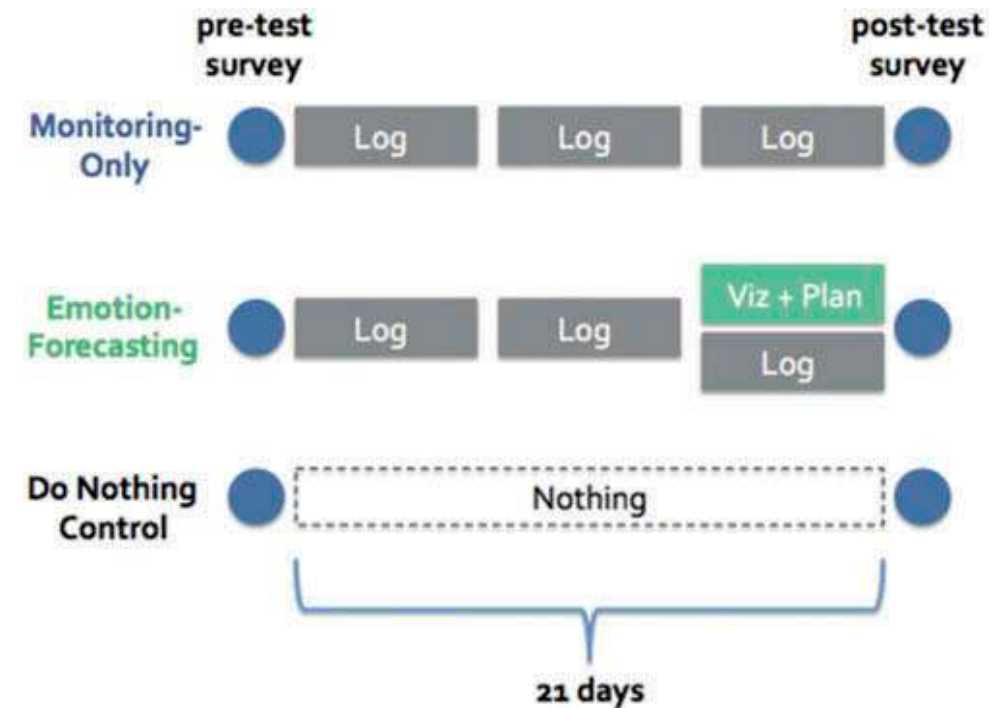 pre-test
survey
post-test
survey
Monitoring-
Only
Log
Log
Log
Emotion-
Forecasting
Log
Log
Viz + Plan
Log
Do Nothing
Control
Nothing
21 days